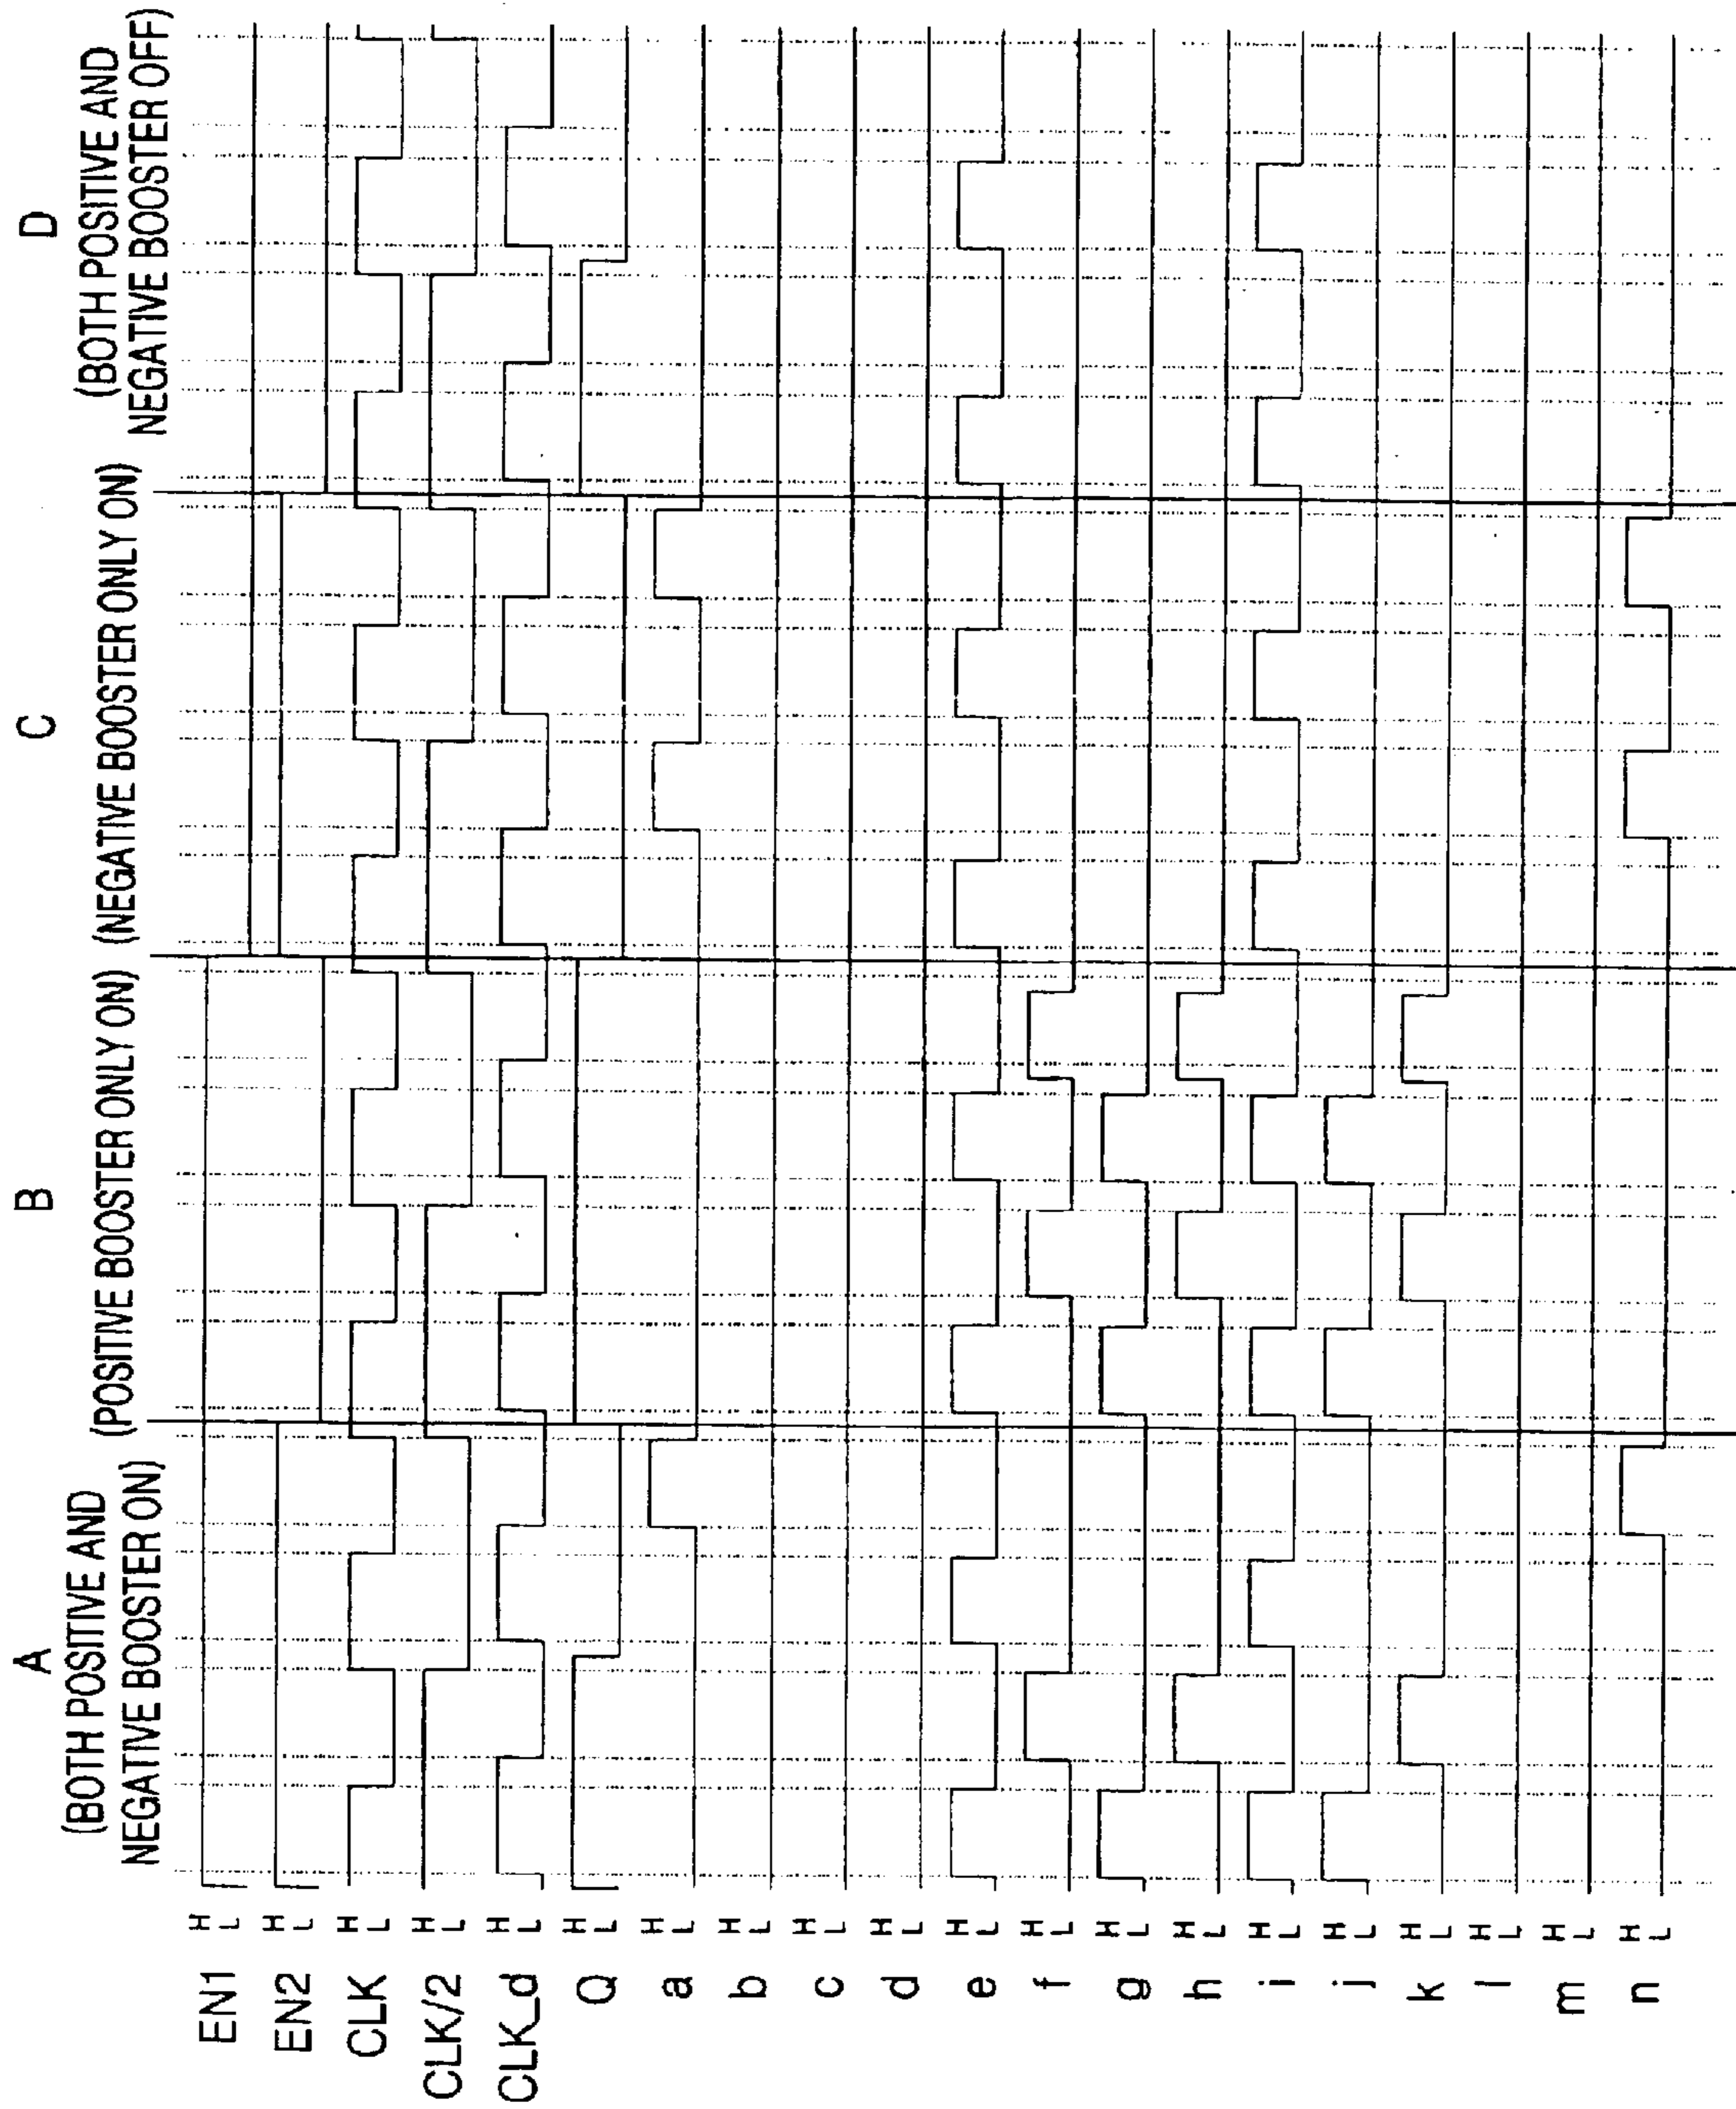 A
(BOTH POSITIVE AND
NEGATIVE BOOSTER ON)
B
(POSITIVE BOOSTER ONLY ON)
C
(NEGATIVE BOOSTER ONLY ON)
D
(BOTH POSITIVE AND
NEGATIVE BOOSTER OFF)
EN1 H L
EN2 H L
CLK H L
CLK/2 H L
CLK_d H L
Q H L
a H L
b H L
c H L
d H L
e H L
f H L
g H L
h H L
i H L
j H L
k H L
l H L
m H L
n H L